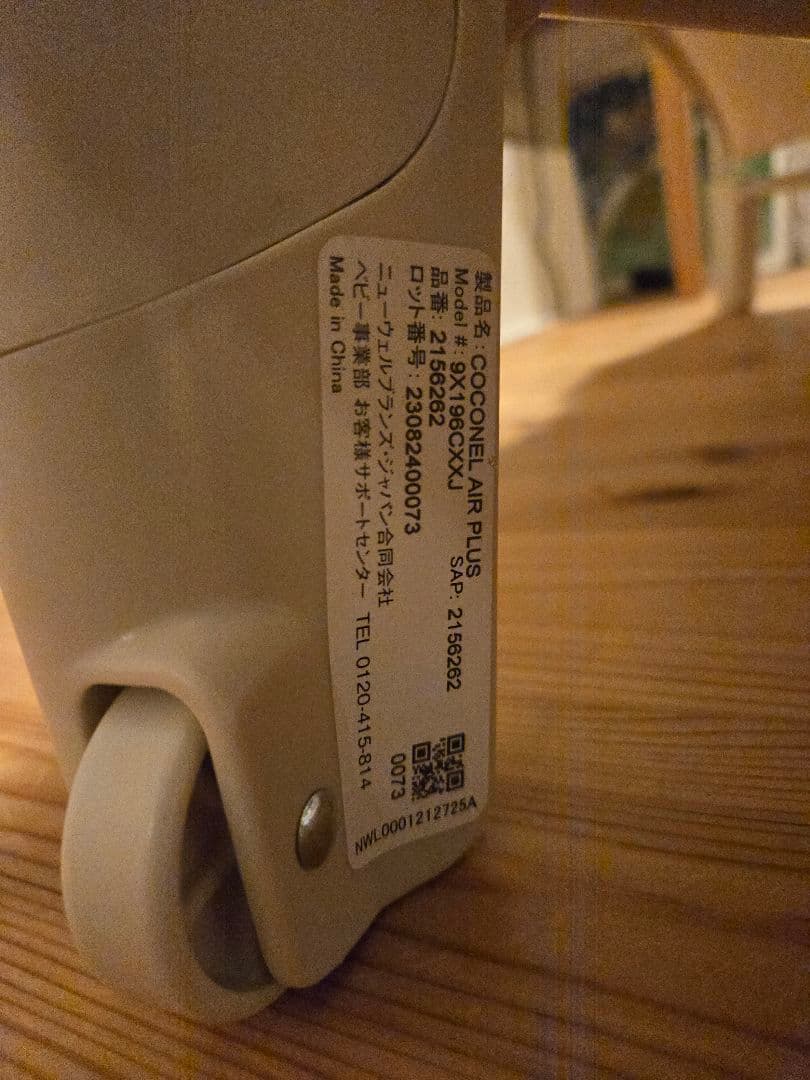 製品名: COCONEL AIR PLUS
Model #: 9X196CXXJ SAP: 2156262
品番: 2156262
ロット番号: 23082400073
0073
ニューウェルブランズ・ジャパン合同会社
ベビー事業部 お客様サポートセンター TEL 0120-415-814
Made in China
NWL0001212725A